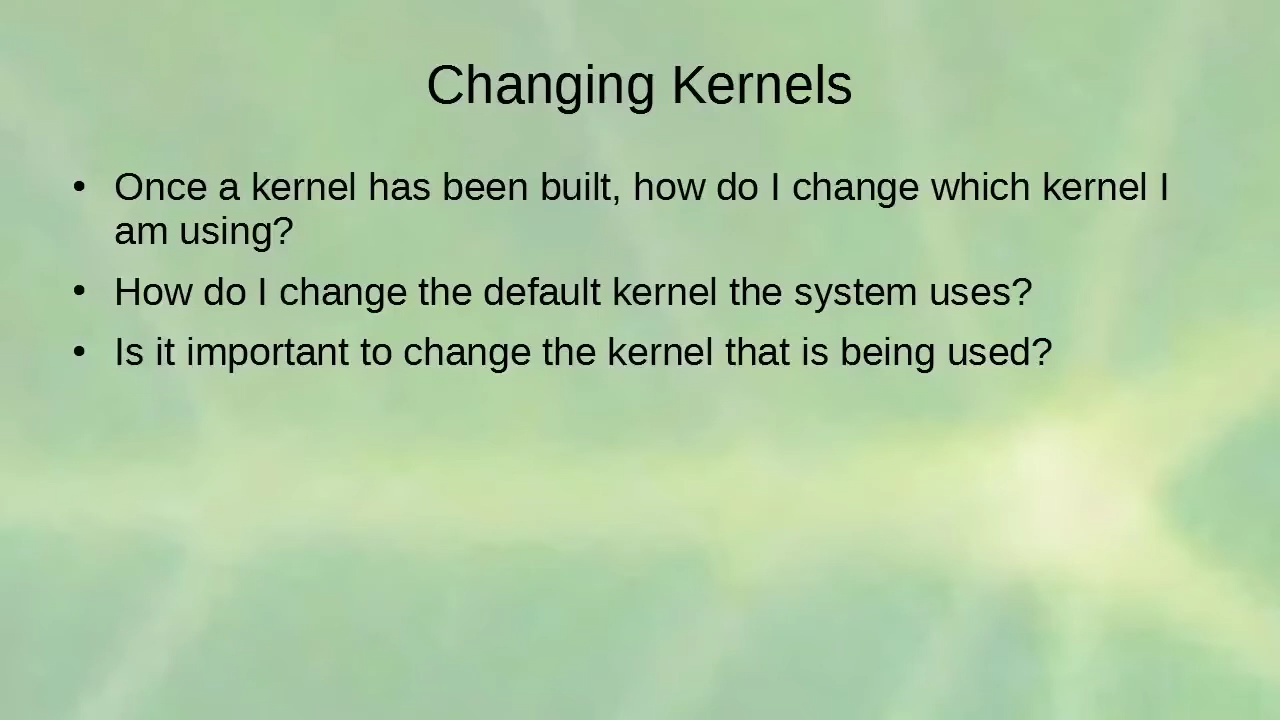 Changing Kernels
• Once a kernel has been built, how do I change which kernel I
am using?
• How do I change the default kernel the system uses?
• Is it important to change the kernel that is being used?